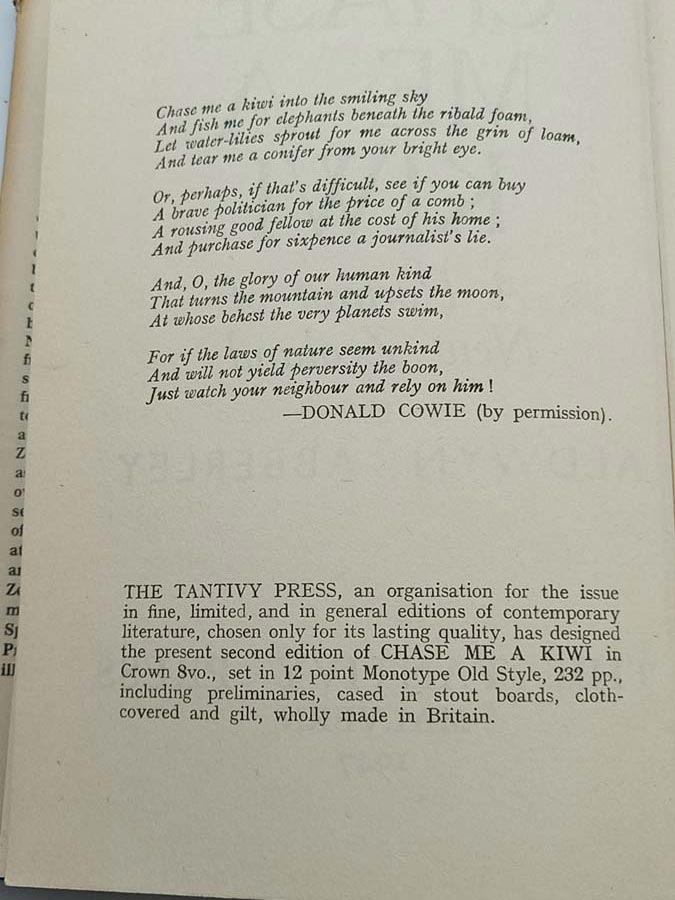 Chase me a kiwi into the smiling sky
And fish me for elephants beneath the ribald foam,
Let water-lilies sprout for me across the grin of loam,
And tear me a conifer from your bright eye.
Or, perhaps, if that's difficult, see if you can buy
A brave politician for the price of a comb ;
A rousing good fellow at the cost of his home ;
And purchase for sixpence a journalist's lie.
And, O, the glory of our human kind
That turns the mountain and upsets the moon,
At whose behest the very planets swim,
For if the laws of nature seem unkind
And will not yield perversity the boon,
Just watch your neighbour and rely on him !
—DONALD COWIE (by permission).
THE TANTIVY PRESS, an organisation for the issue
in fine, limited, and in general editions of contemporary
literature, chosen only for its lasting quality, has designed
the present second edition of CHASE ME A KIWI in
Crown 8vo., set in 12 point Monotype Old Style, 232 pp.,
including preliminaries, cased in stout boards, cloth-
covered and gilt, wholly made in Britain.